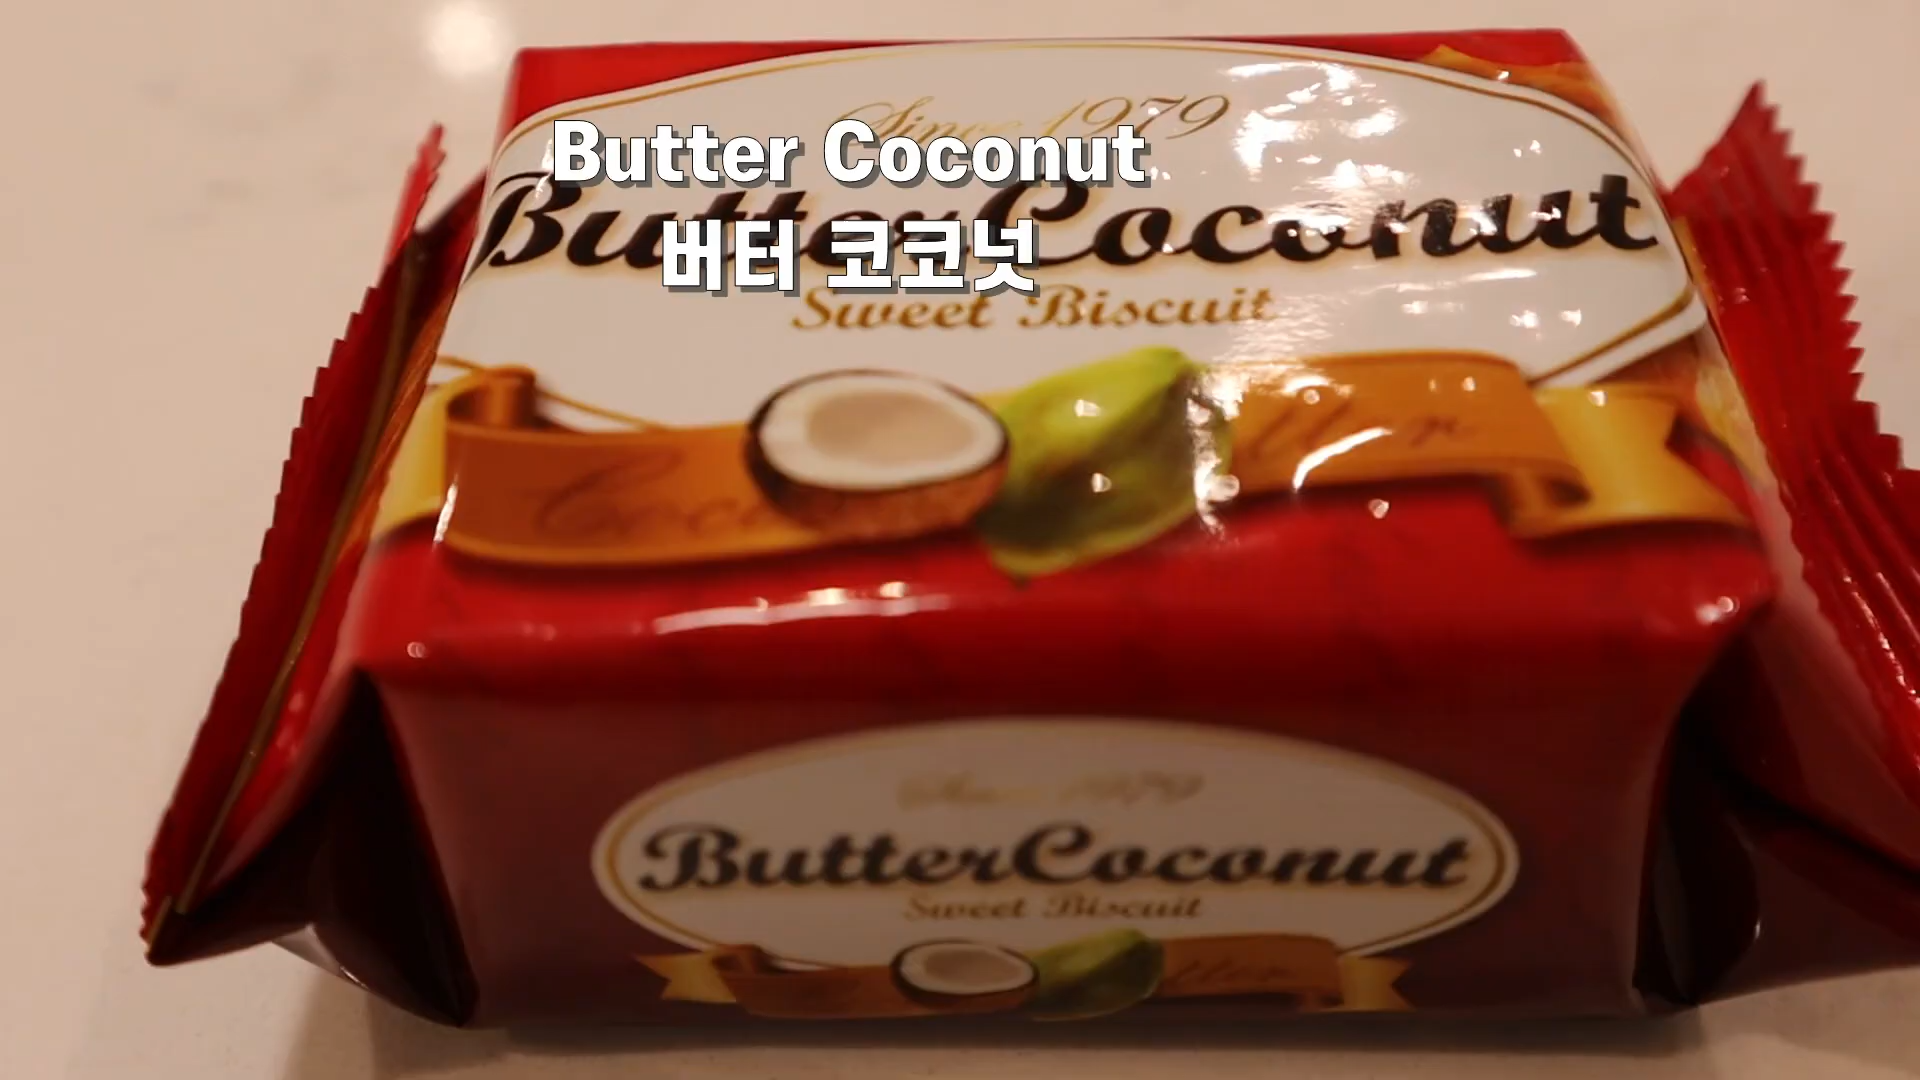 Since 1979
Butter Coconut
ButterCoconut
버터 코코넛
Sweet Biscuit
Since 1979
ButterCoconut
Sweet Biscuit